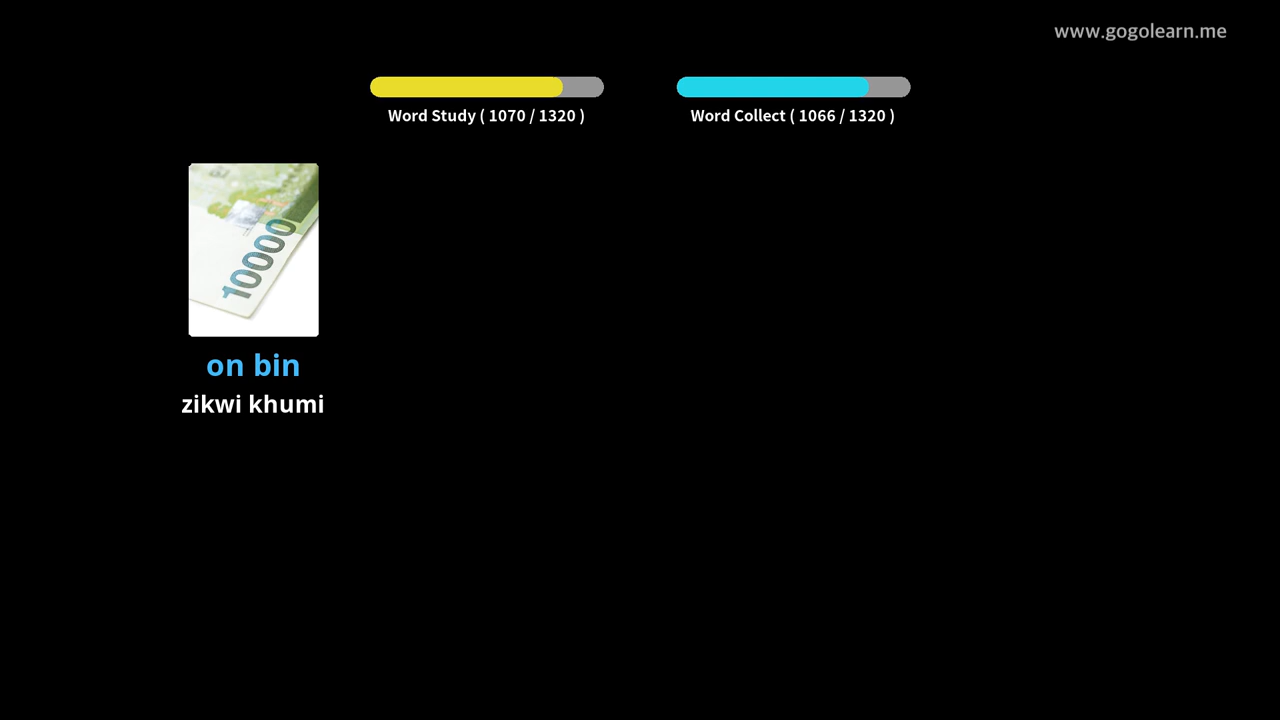 www.gogolearn.me
Word Study ( 1070 / 1320 )
Word Collect ( 1066 / 1320 )
10000
on bin
zikwi khumi